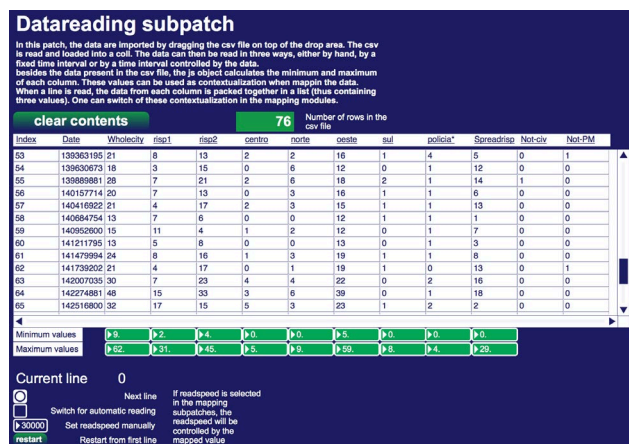 Datareading subpatch
In this patch, the data are imported by dragging the csv file on top of the drop area. The csv
is read and loaded into a coll. The data can then be read in three ways, either by hand, by a
fixed time interval or by a time interval controlled by the data.
besides the data present in the csv file, the js object calculates the minimum and maximum
of each column. These values can be used as contextualization when mappin the data.
When a line is read, the data from each column is packed together in a list (thus containing
three values). One can switch of these contextualization in the mapping modules.
clear contents 76 Number of rows in the
csv file
Index Date Wholecity risp1 risp2 centro norte oeste sul policia* Spreadrisp Not-civ Not-PM
53 139363195 21 8 13 2 2 16 1 4 5 0 1
54 139630673 18 3 15 0 6 12 0 1 12 0 0
55 139889881 28 7 21 2 6 18 2 1 14 1 0
56 140157714 20 7 13 0 3 16 1 1 6 0 0
57 140416922 21 4 17 2 3 15 1 1 13 0 0
58 140684754 13 7 6 0 0 12 1 1 1 0 0
59 140952600 15 11 4 1 2 12 0 1 7 0 0
60 141211795 13 5 8 0 0 13 0 1 3 0 0
61 141479994 24 8 16 1 3 19 1 1 8 0 0
62 141739202 21 4 17 0 1 19 1 0 13 0 1
63 142007035 30 7 23 4 4 22 0 2 16 0 0
64 142274881 48 15 33 3 6 39 0 1 18 0 0
65 142516800 32 17 15 5 3 23 1 2 2 0 0
Minimum values 9. 2. 4. 0. 0. 5. 0. 0. 0.
Maximum values 62. 31. 45. 5. 9. 59. 8. 4. 29.
Current line 0
Next line
Switch for automatic reading
30000 Set readspeed manually
restart Restart from first line
If readspeed is selected
in the mapping
subpatches, the
readspeed will be
controlled by the
mapped value